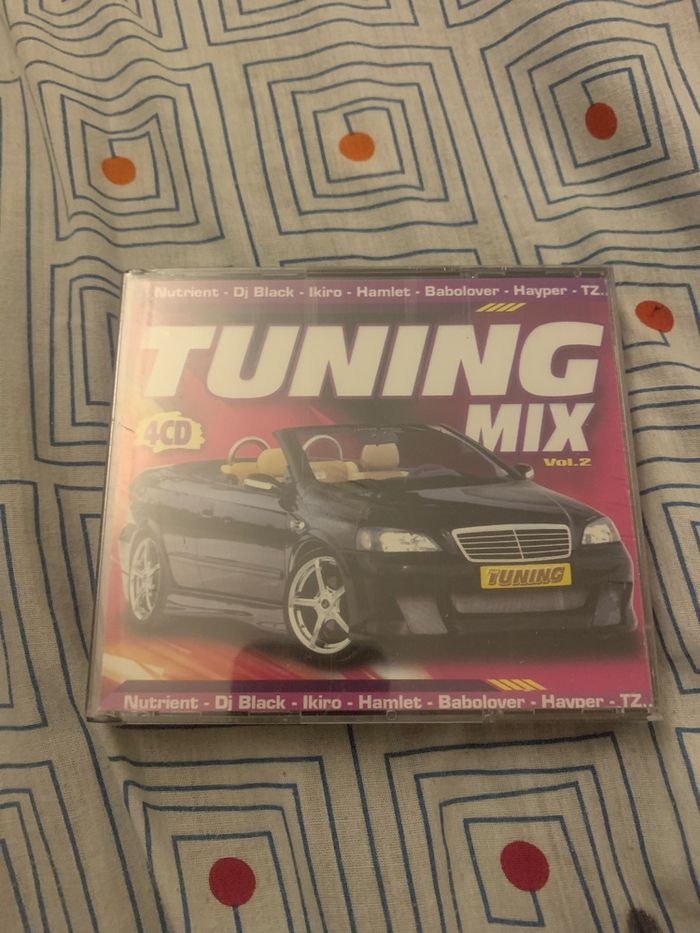 Nutrient - Dj Black - Ikiro - Hamlet - Babolover - Hayper - TZ..
TUNING
MIX
4CD
Vol.2
TUNING
Nutrient - Dj Black - Ikiro - Hamlet - Babolover - Hayper - TZ..